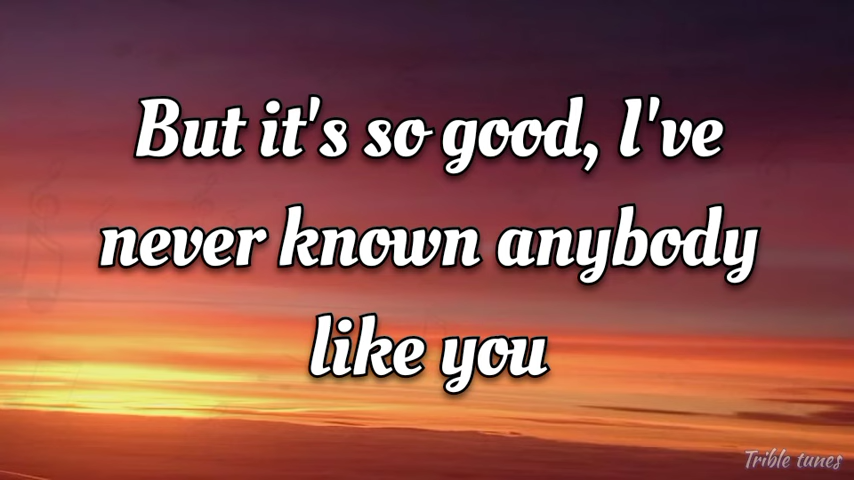 But it's so good, I've
never known anybody
like you
Trible tunes